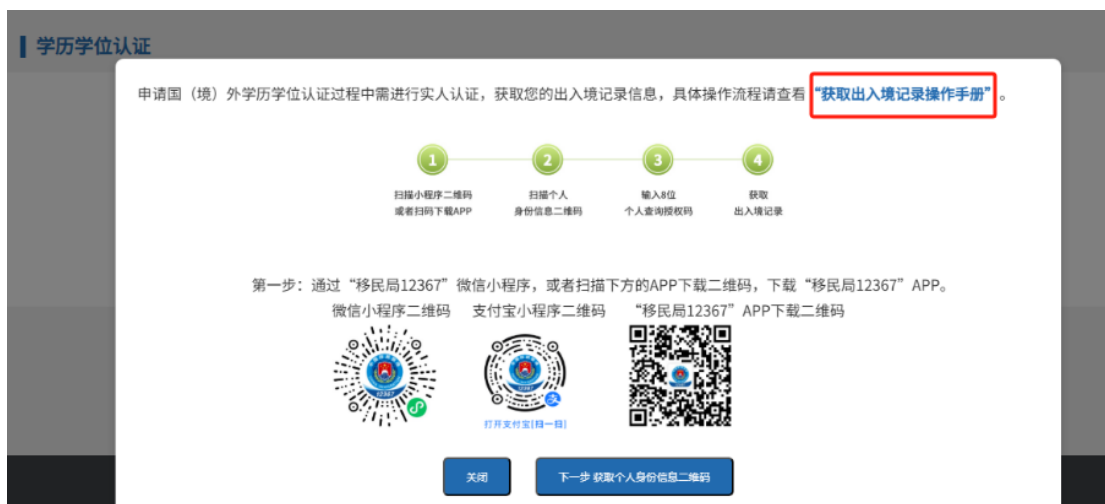 学历学位认证
申请国（境）外学历学位认证过程中需进行实人认证，获取您的出入境记录信息，具体操作流程请查看“获取出入境记录操作手册”。
1 2 3 4
扫描小程序二维码 扫描个人 输入8位 获取
或者扫码下载APP 身份信息二维码 个人查询授权码 出入境记录
第一步：通过“移民局12367”微信小程序，或者扫描下方的APP下载二维码，下载“移民局12367”APP。
微信小程序二维码 支付宝小程序二维码 “移民局12367”APP下载二维码
12367
12367
支
打开支付宝[扫一扫]
关闭 下一步 获取个人身份信息二维码